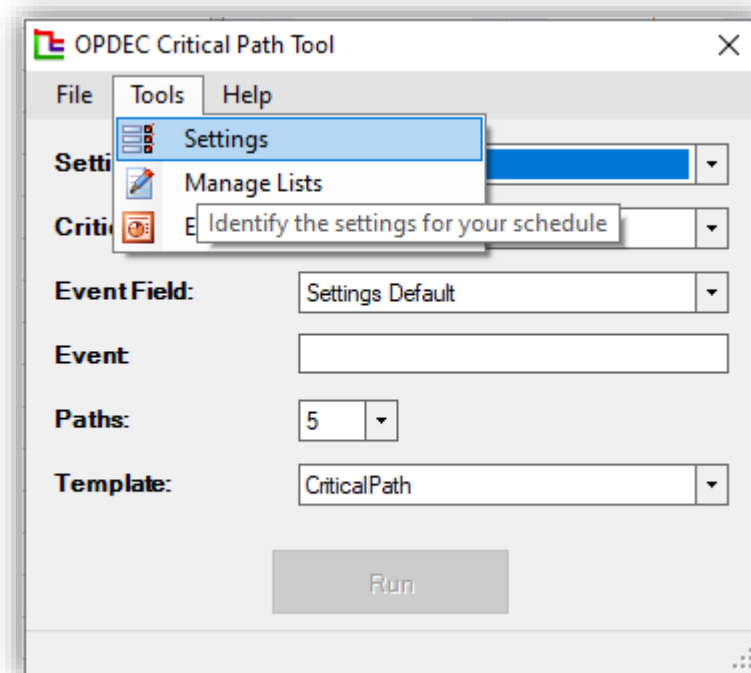 OPDEC Critical Path Tool
File Tools Help
Settings
Manage Lists
Identify the settings for your schedule
Event Field: Settings Default
Event:
Paths: 5
Template: CriticalPath
Run